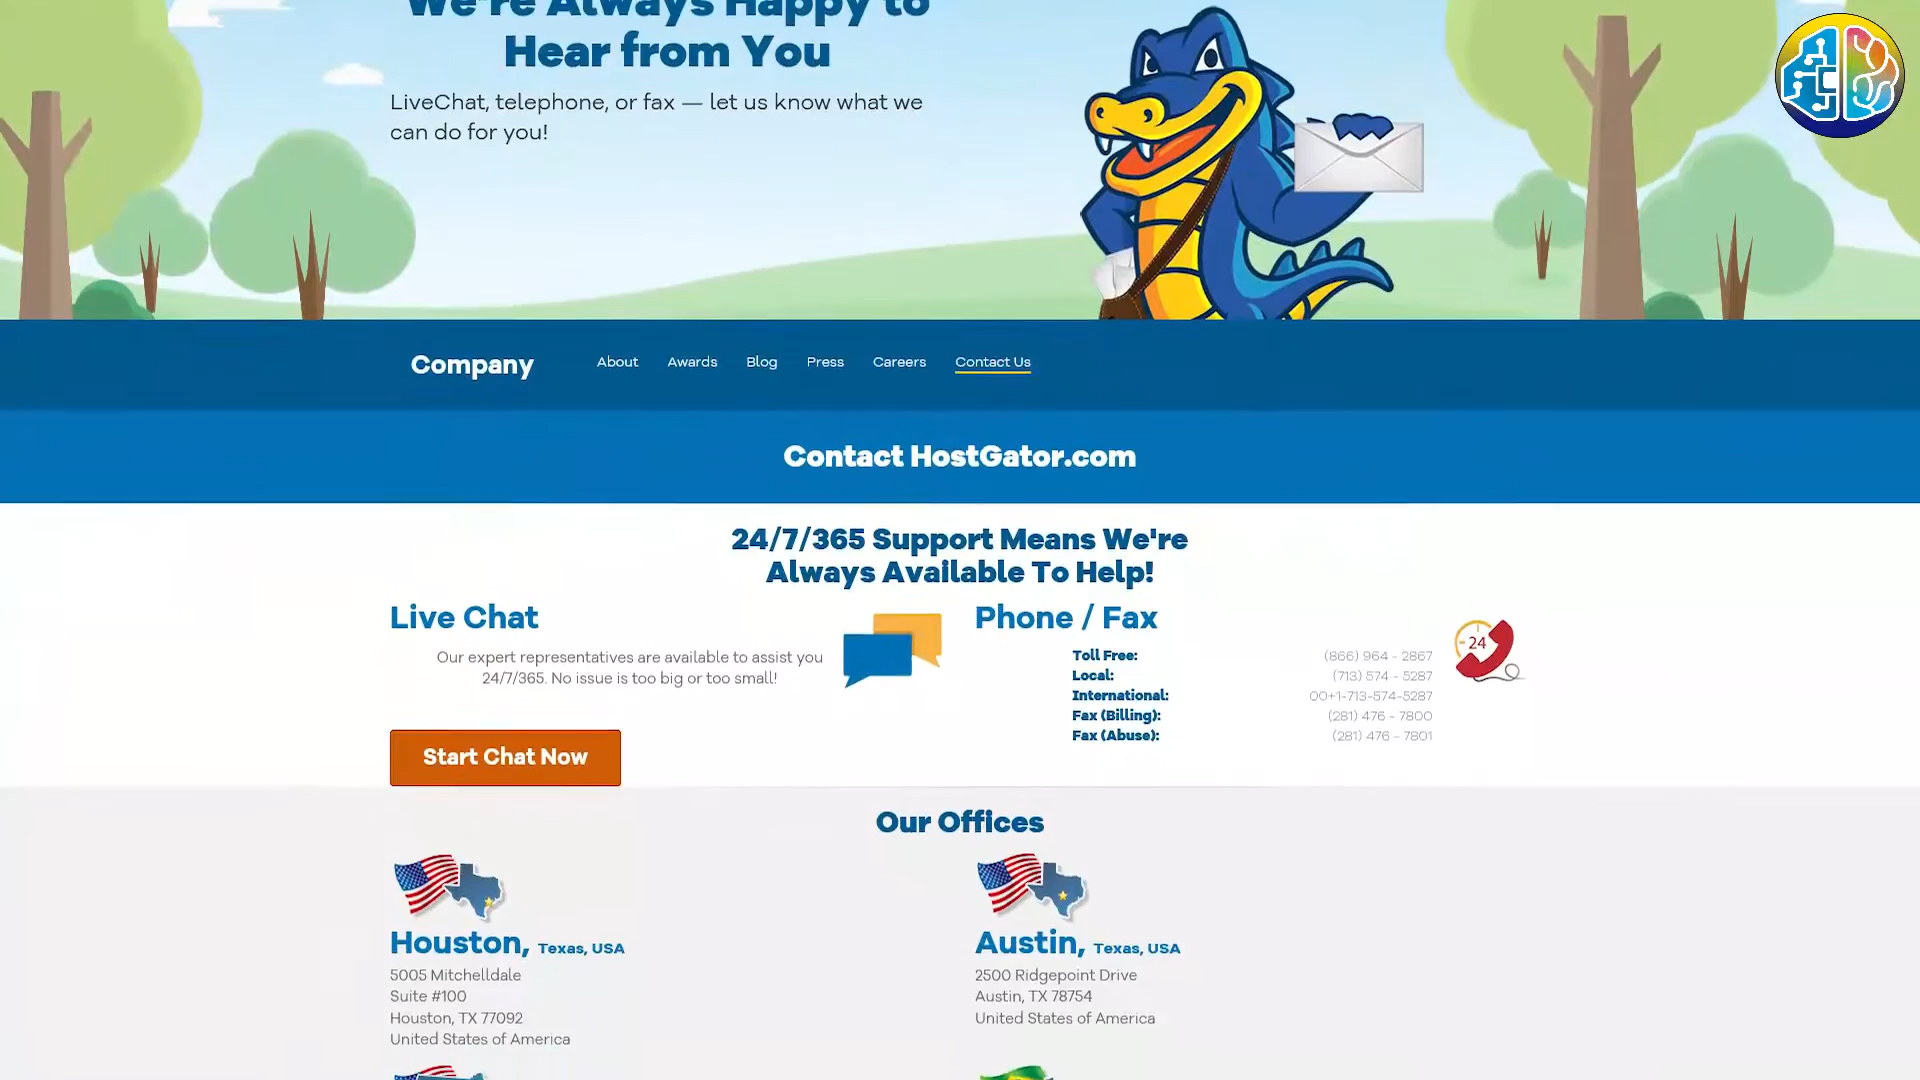 We're Always Happy to
Hear from You
LiveChat, telephone, or fax — let us know what we
can do for you!
Company
About
Awards
Blog
Press
Careers
Contact Us
Contact HostGator.com
24/7/365 Support Means We're
Always Available To Help!
Live Chat
Our expert representatives are available to assist you
24/7/365. No issue is too big or too small!
Start Chat Now
Phone / Fax
Toll Free: (866) 964 - 2867
Local: (713) 574 - 5287
International: 00+1-713-574-5287
Fax (Billing): (281) 476 - 7800
Fax (Abuse): (281) 476 - 7801
24
Our Offices
Houston, Texas, USA
5005 Mitchelldale
Suite #100
Houston, TX 77092
United States of America
Austin, Texas, USA
2500 Ridgepoint Drive
Austin, TX 78754
United States of America